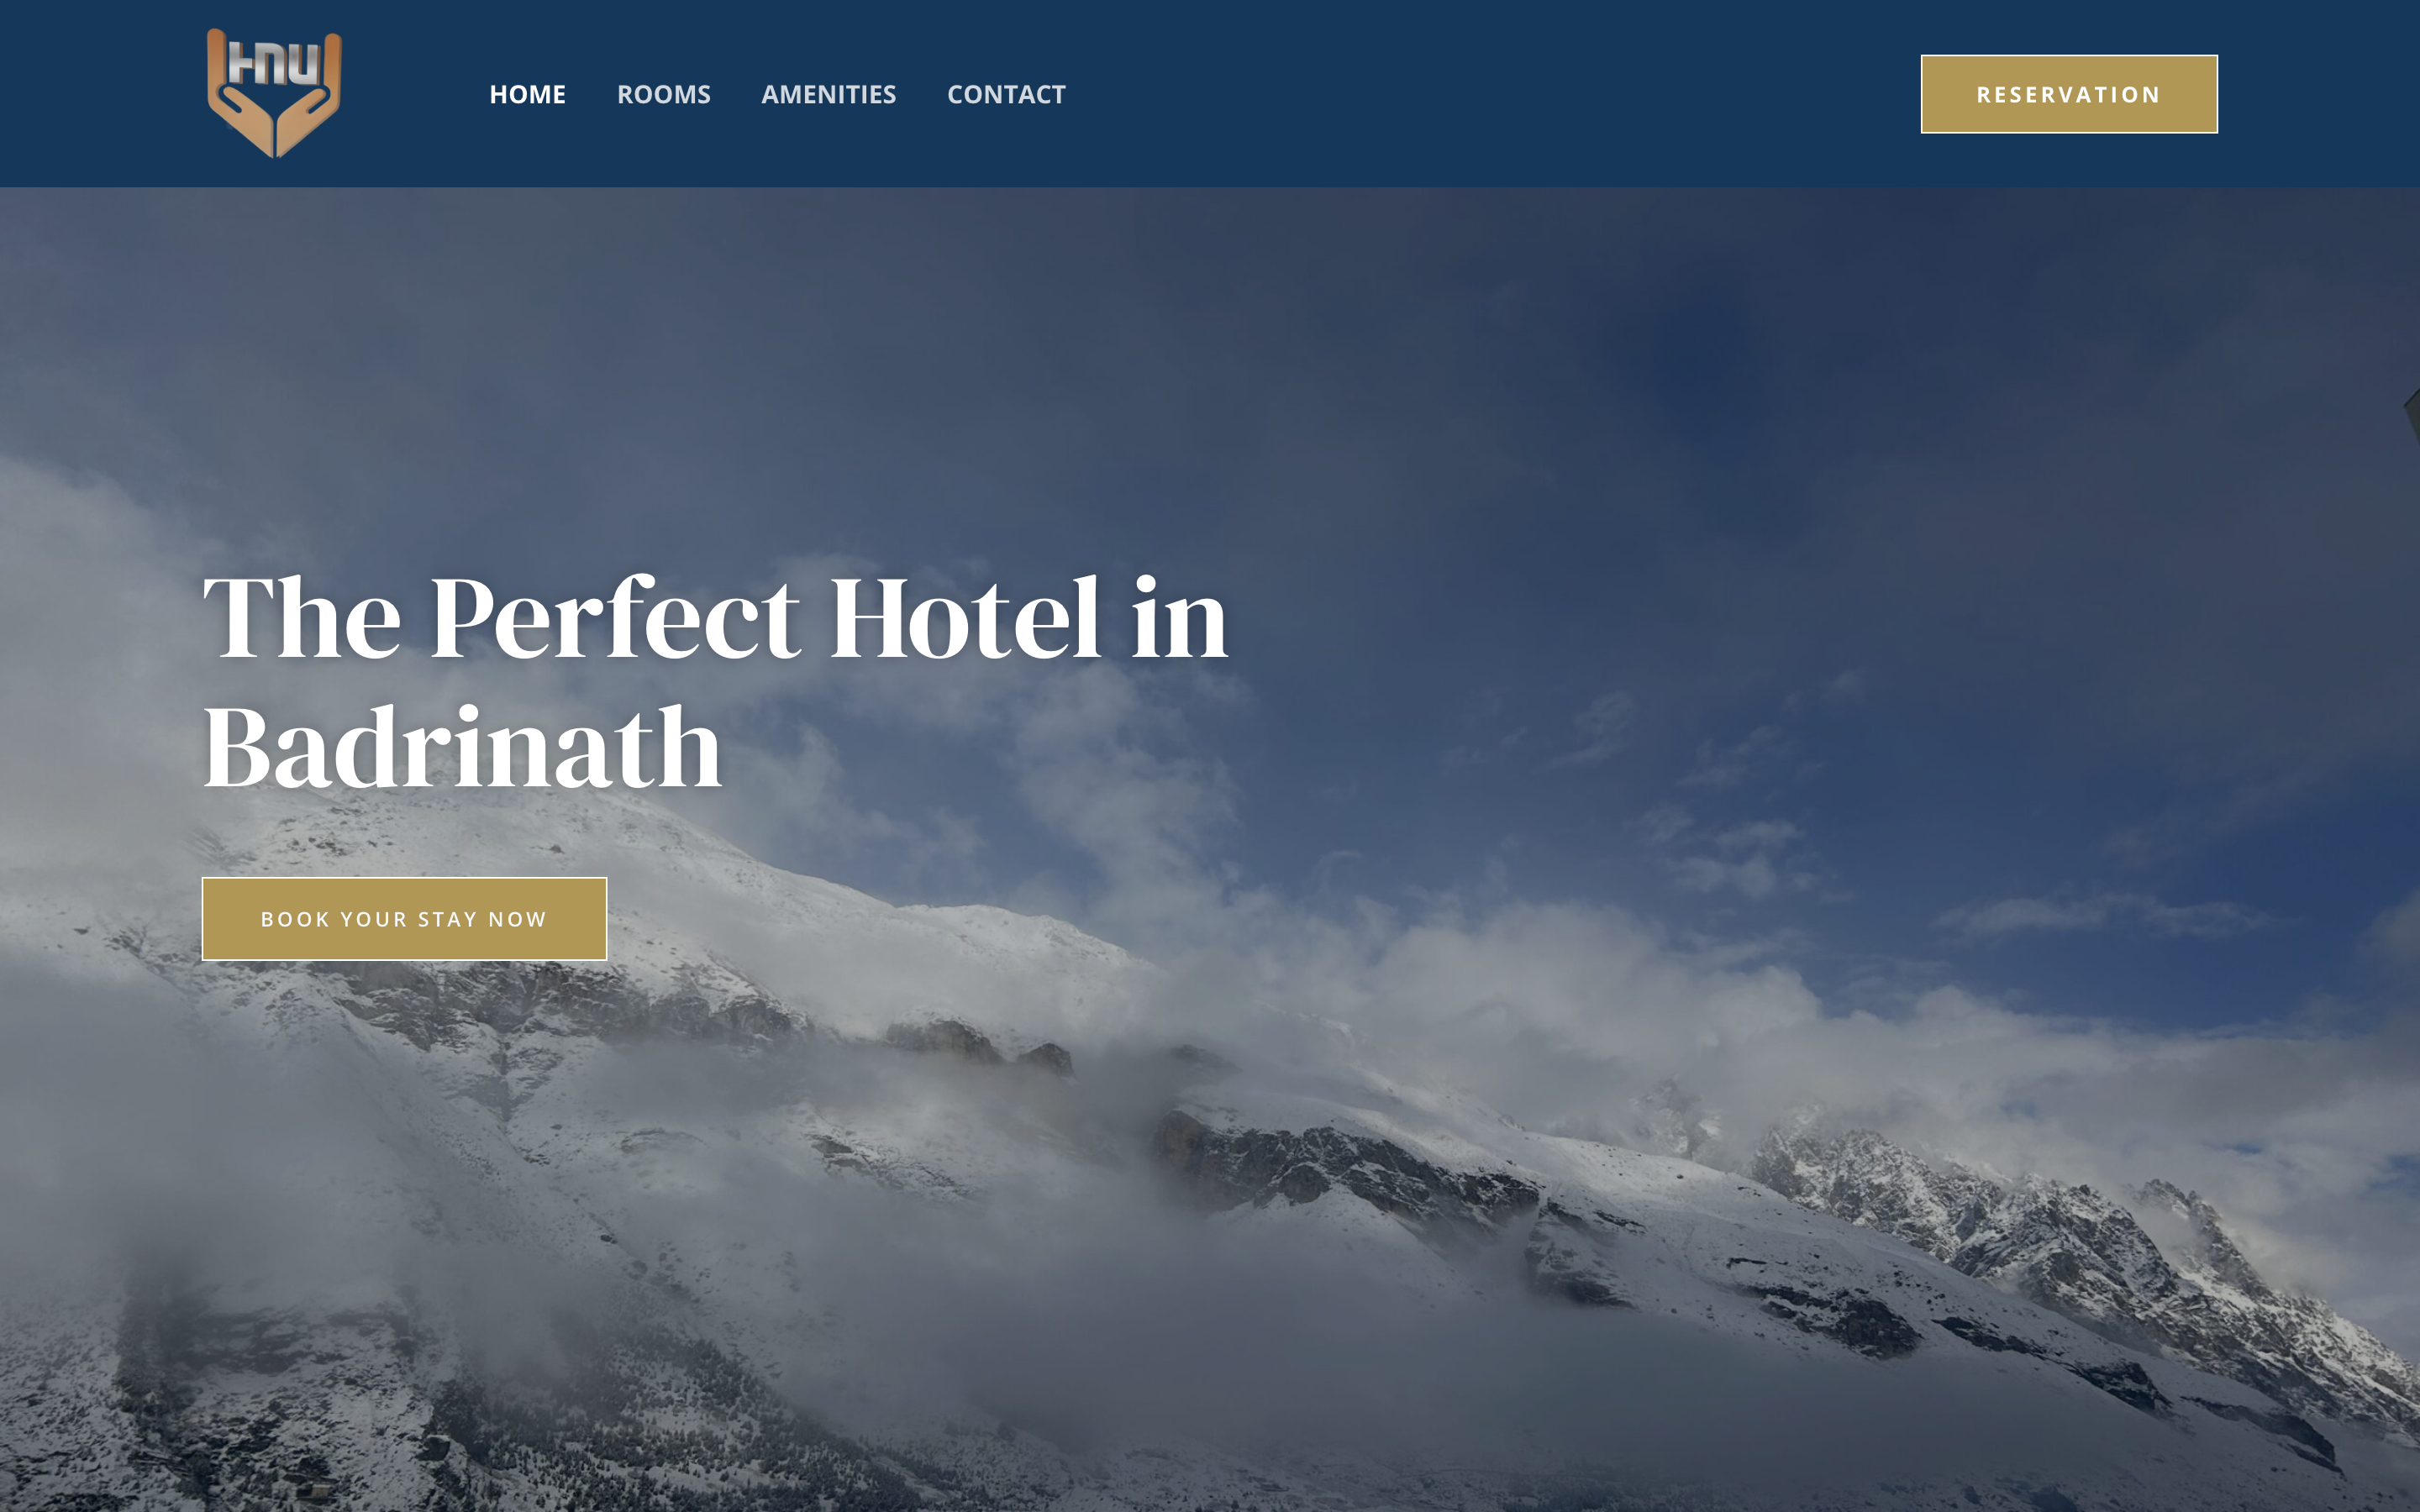 HNU
HOME
ROOMS
AMENITIES
CONTACT
RESERVATION
The Perfect Hotel in
Badrinath
BOOK YOUR STAY NOW